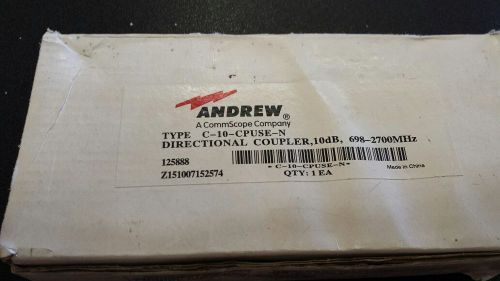 ANDREW®
A CommScope Company
TYPE C-10-CPUSE-N
DIRECTIONAL COUPLER,10dB, 698-2700MHz
125888
Z151007152574
* C-10-CPUSE-N *
QTY: 1 EA
Made in China